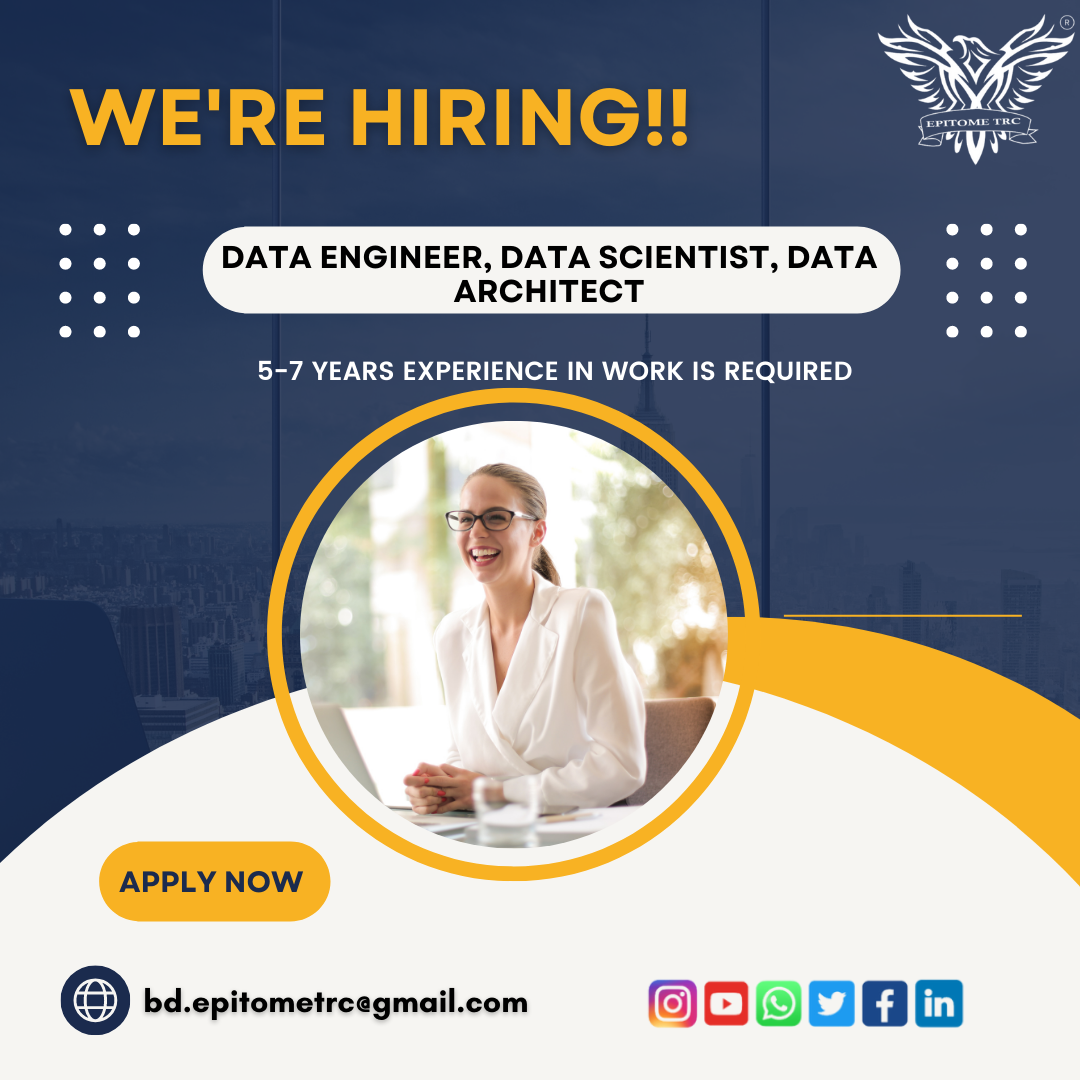 WE'RE HIRING!!
®
EPITOME TRC
DATA ENGINEER, DATA SCIENTIST, DATA
ARCHITECT
5-7 YEARS EXPERIENCE IN WORK IS REQUIRED
APPLY NOW
bd.epitometrc@gmail.com
in